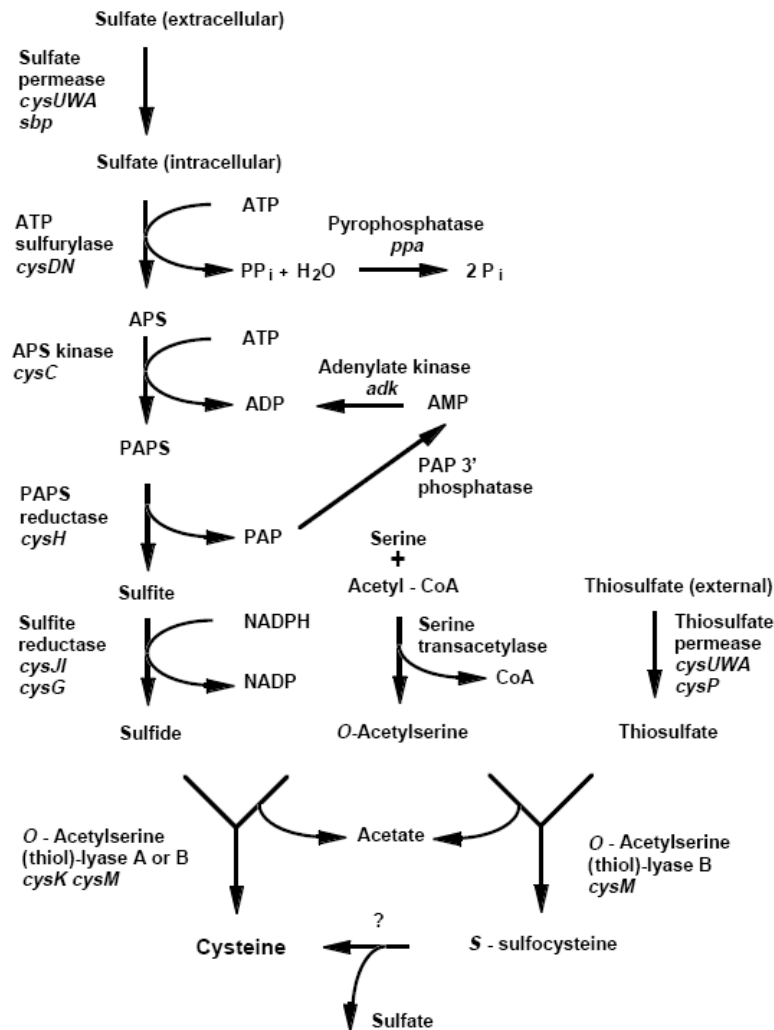 Sulfate (extracellular)
Sulfate
permease
cysUWA
sbp
Sulfate (intracellular)
ATP
sulfurylase
cysDN
ATP
PPi + H2O
Pyrophosphatase
ppa
2 Pi
APS
APS kinase
cysC
ATP
ADP
Adenylate kinase
adk
AMP
PAPS
PAP 3'
phosphatase
PAPS
reductase
cysH
PAP
Serine
+
Acetyl - CoA
Sulfite
Thiosulfate (external)
Sulfite
reductase
cysJI
cysG
NADPH
NADP
Serine
transacetylase
CoA
Thiosulfate
permease
cysUWA
cysP
Sulfide
O-Acetylserine
Thiosulfate
O - Acetylserine
(thiol)-lyase A or B
cysK cysM
Acetate
O - Acetylserine
(thiol)-lyase B
cysM
?
Cysteine
S - sulfocysteine
Sulfate